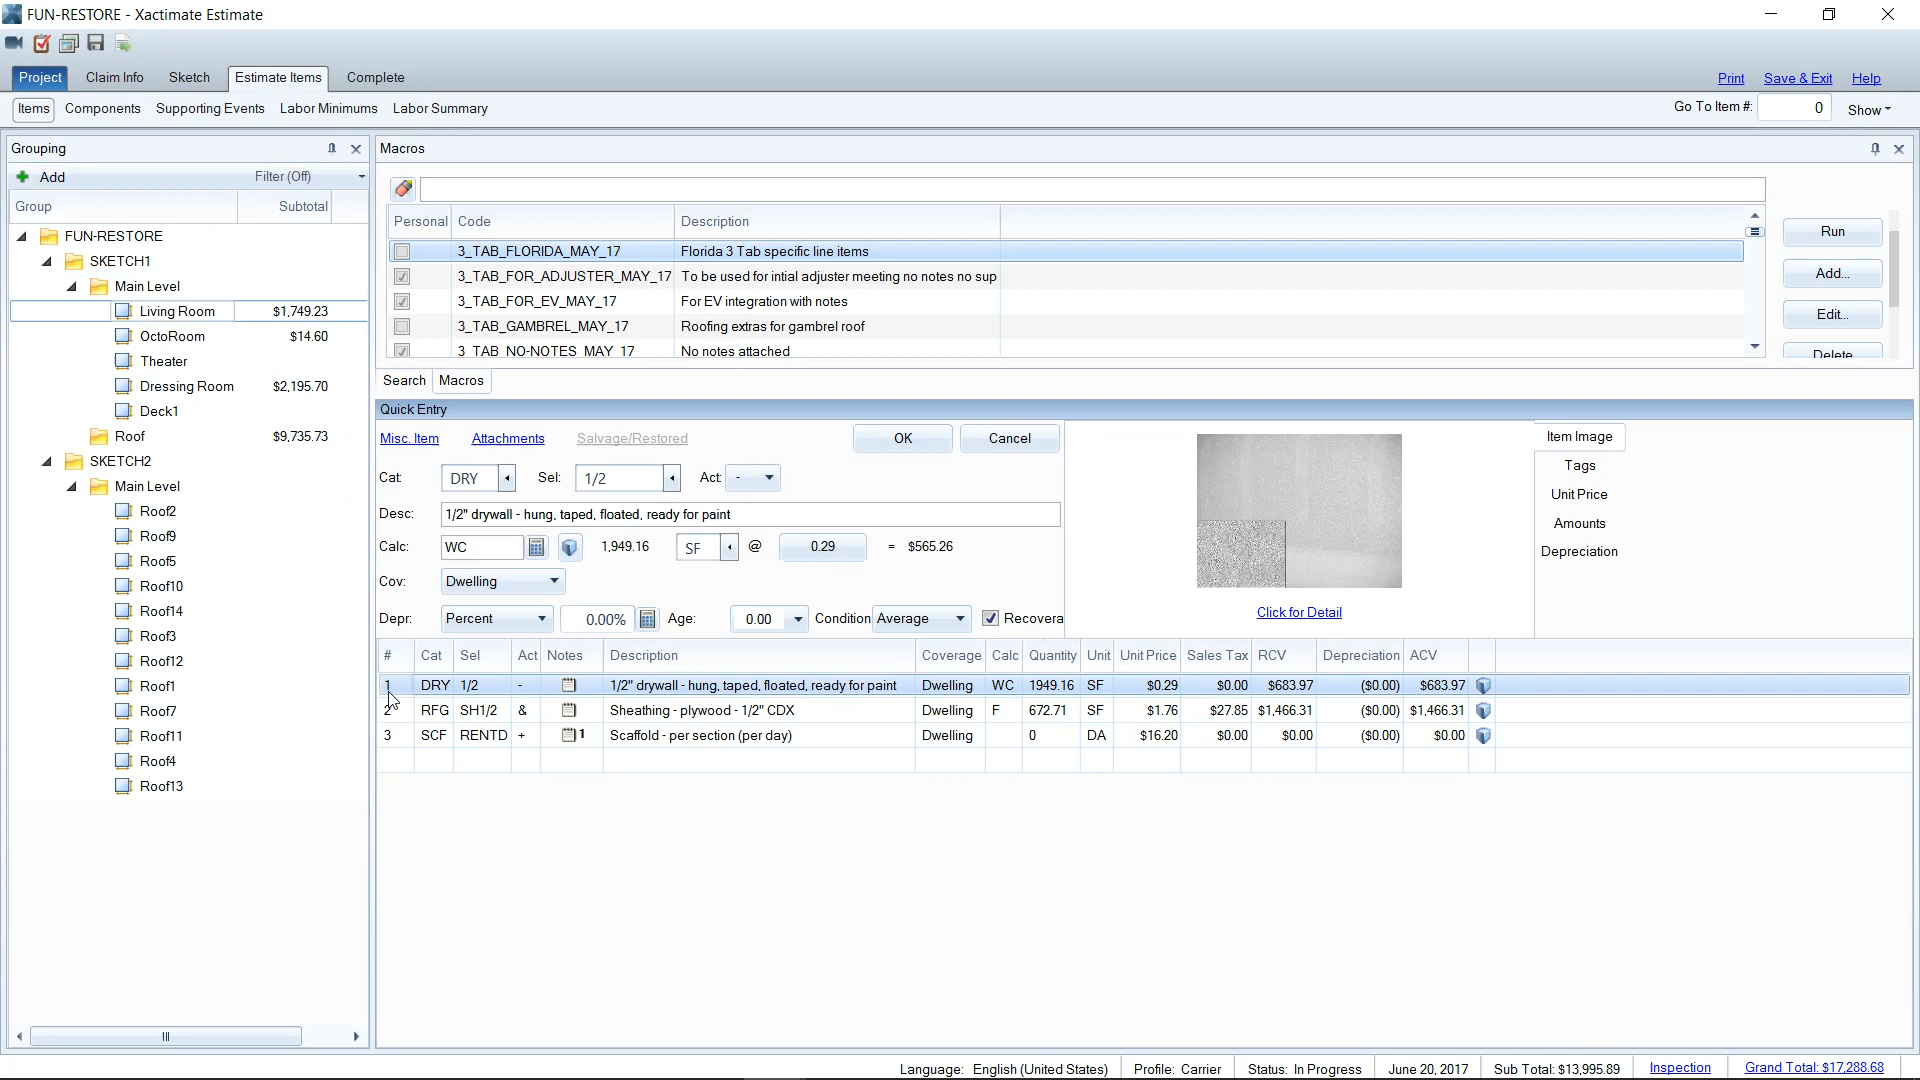 FUN-RESTORE - Xactimate Estimate
Project Claim Info Sketch Estimate Items Complete
Print Save & Exit Help
Items Components Supporting Events Labor Minimums Labor Summary
Go To Item #: 0 Show
Grouping
Add Filter (Off)
Group Subtotal
FUN-RESTORE
SKETCH1
Main Level
Living Room $1,749.23
OctoRoom $14.60
Theater
Dressing Room $2,195.70
Deck1
Roof $9,735.73
SKETCH2
Main Level
Roof2
Roof9
Roof5
Roof10
Roof14
Roof3
Roof12
Roof1
Roof7
Roof11
Roof4
Roof13
Macros
Personal Code Description
3_TAB_FLORIDA_MAY_17 Florida 3 Tab specific line items
3_TAB_FOR_ADJUSTER_MAY_17 To be used for intial adjuster meeting no notes no sup
3_TAB_FOR_EV_MAY_17 For EV integration with notes
3_TAB_GAMBREL_MAY_17 Roofing extras for gambrel roof
3_TAB_NO-NOTES_MAY_17 No notes attached
Run
Add...
Edit...
Delete
Search Macros
Quick Entry
Misc. Item Attachments Salvage/Restored OK Cancel
Cat: DRY Sel: 1/2 Act: -
Desc: 1/2" drywall - hung, taped, floated, ready for paint
Calc: WC 1,949.16 SF @ 0.29 = $565.26
Cov: Dwelling
Depr: Percent 0.00% Age: 0.00 Condition Average Recovera
Click for Detail
Item Image
Tags
Unit Price
Amounts
Depreciation
# Cat Sel Act Notes Description Coverage Calc Quantity Unit Unit Price Sales Tax RCV Depreciation ACV
1 DRY 1/2 - 1/2" drywall - hung, taped, floated, ready for paint Dwelling WC 1949.16 SF $0.29 $0.00 $683.97 ($0.00) $683.97
2 RFG SH1/2 & Sheathing - plywood - 1/2" CDX Dwelling F 672.71 SF $1.76 $27.85 $1,466.31 ($0.00) $1,466.31
3 SCF RENTD + 1 Scaffold - per section (per day) Dwelling 0 DA $16.20 $0.00 $0.00 ($0.00) $0.00
Language: English (United States) Profile: Carrier Status: In Progress June 20, 2017 Sub Total: $13,995.89 Inspection Grand Total: $17,288.68